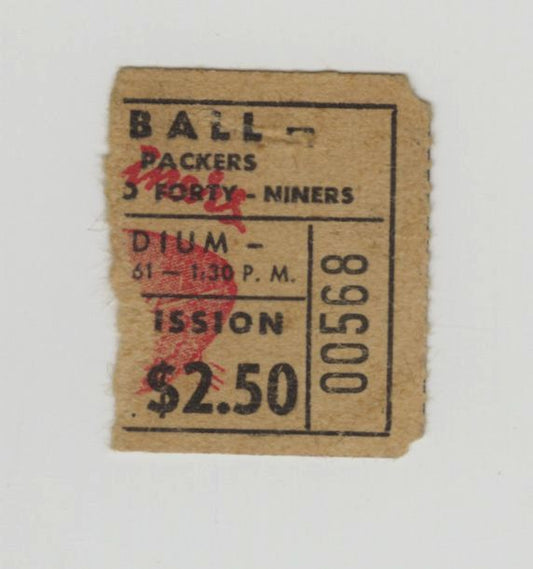 BALL –
PACKERS
O FORTY – NINERS
DIUM –
61 – 1:30 P. M.
ISSION
$2.50
00568